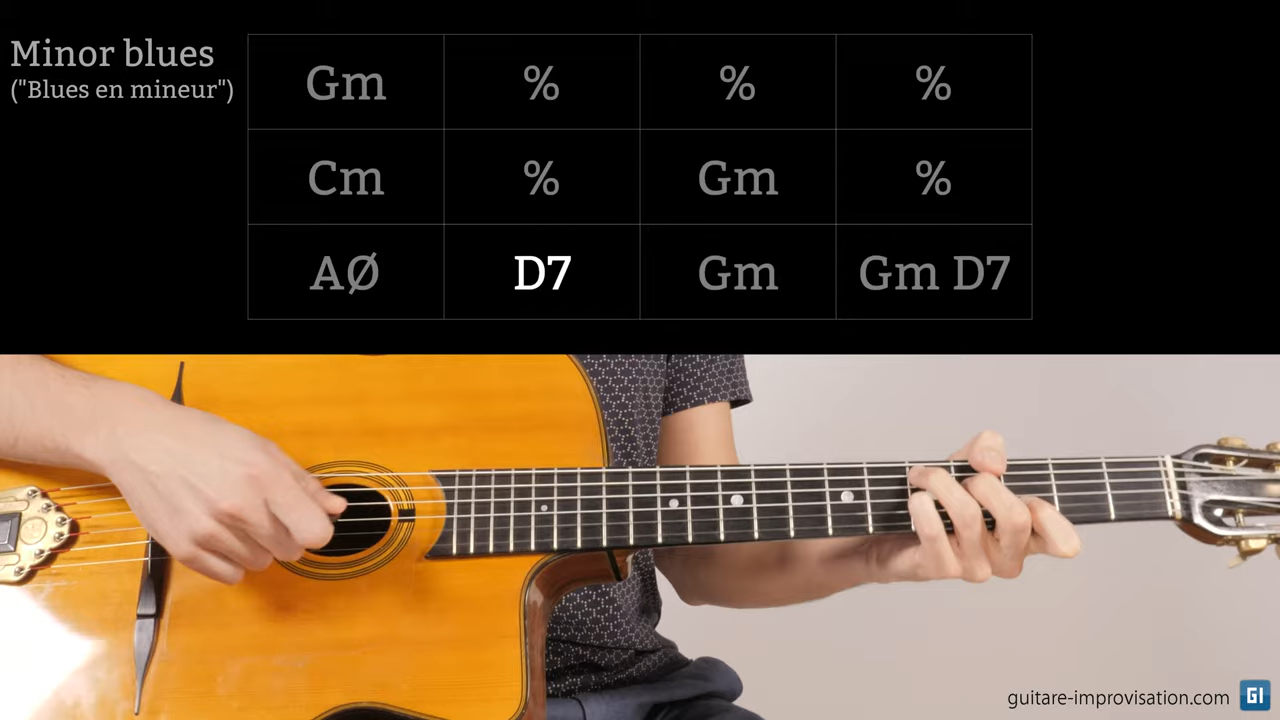 Minor blues
("Blues en mineur")
Gm % % %
Cm % Gm %
AØ D7 Gm Gm D7
guitare-improvisation.com GI